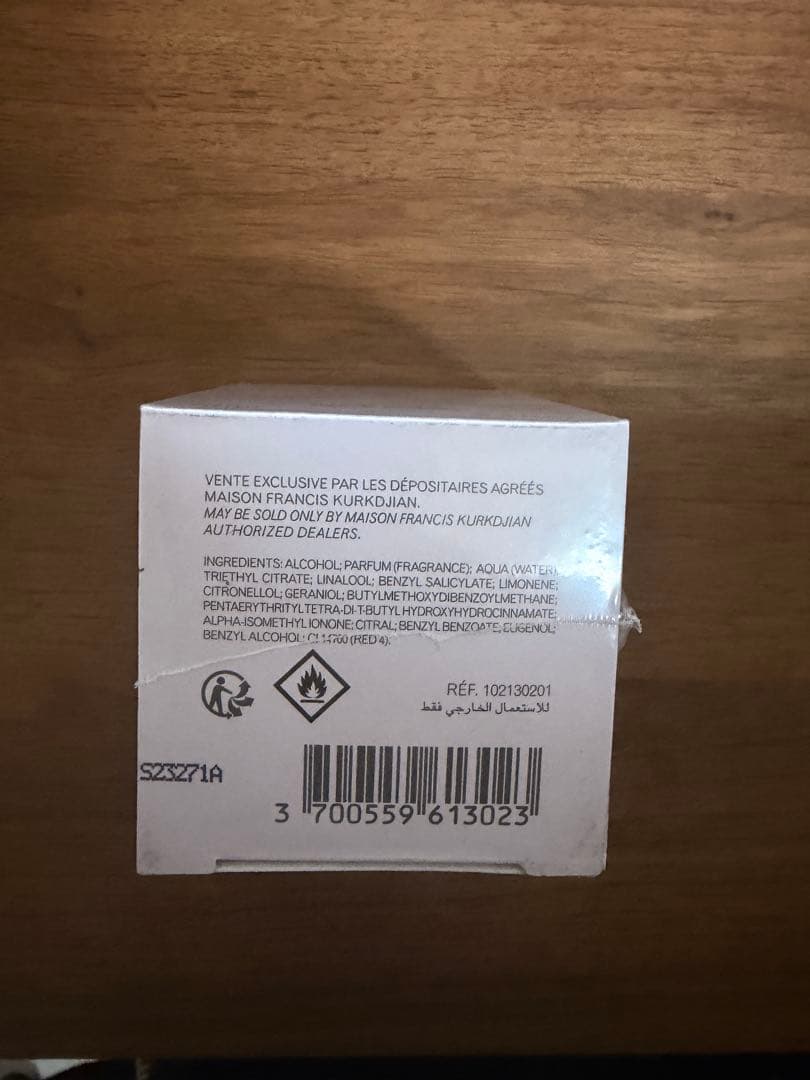 VENTE EXCLUSIVE PAR LES DÉPOSITAIRES AGRÉÉS
MAISON FRANCIS KURKDJIAN.
MAY BE SOLD ONLY BY MAISON FRANCIS KURKDJIAN
AUTHORIZED DEALERS.
INGREDIENTS: ALCOHOL; PARFUM (FRAGRANCE); AQUA (WATER);
TRIETHYL CITRATE; LINALOOL; BENZYL SALICYLATE; LIMONENE;
CITRONELLOL; GERANIOL; BUTYLMETHOXYDIBENZOYLMETHANE;
PENTAERYTHRITYL TETRA-DI-T-BUTYL HYDROXYHYDROCINNAMATE;
ALPHA-ISOMETHYL IONONE; CITRAL; BENZYL BENZOATE; EUGENOL;
BENZYL ALCOHOL; CI 14700 (RED 4).
RÉF. 102130201
للاستعمال الخارجي فقط
S23271A
3 700559 613023